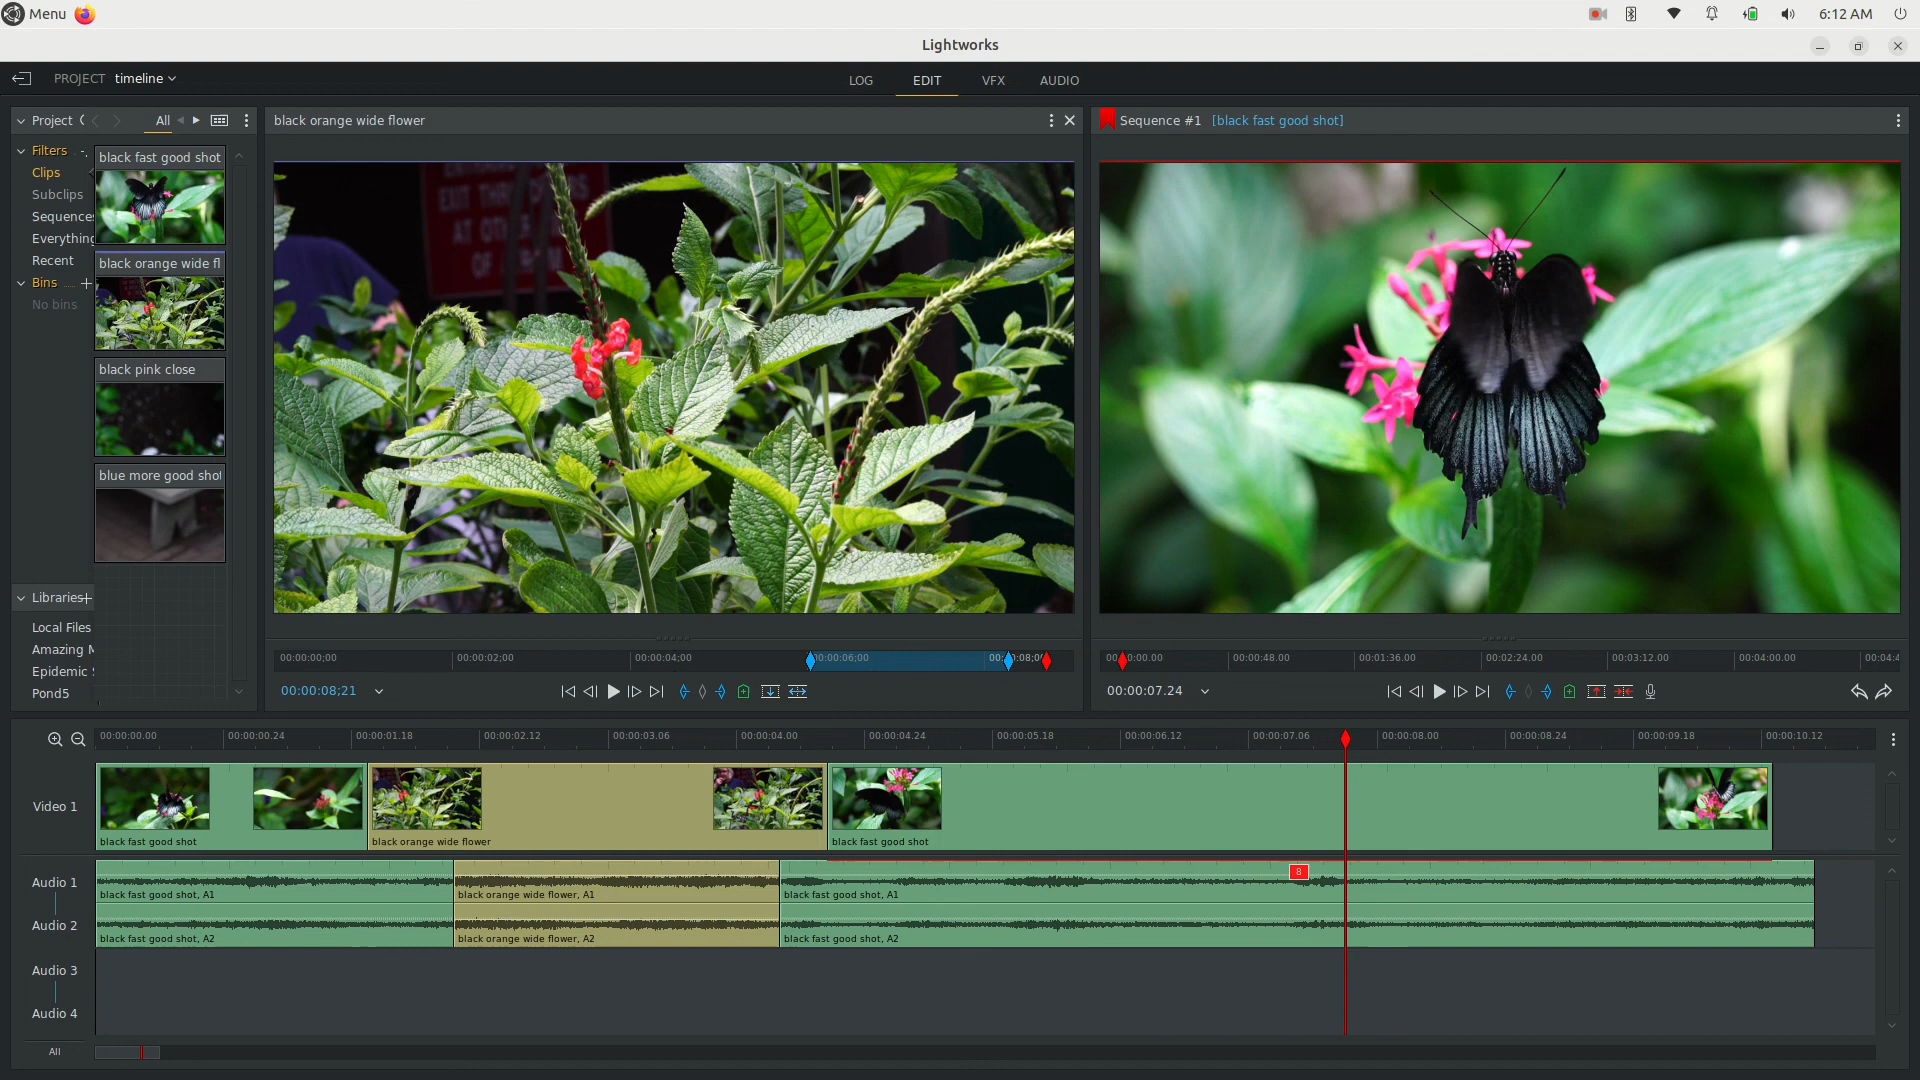 Menu
6:12 AM
Lightworks
PROJECT timeline
LOG EDIT VFX AUDIO
Project All
Filters
Clips
Subclips
Sequences
Everything
Recent
Bins
No bins
Libraries
Local Files
Amazing
Epidemic
Pond5
black fast good shot
black orange wide fl
black pink close
blue more good shot
black orange wide flower
EXIT
AT
OF
00:00:00;00 00:00:02;00 00:00:04;00 00:00:06;00
00:00:08;21
Sequence #1 [black fast good shot]
00:00:48.00 00:01:36.00 00:02:24.00 00:03:12.00 00:04:00.00 00:04:4
00:00:07.24
00:00:00.00 00:00:00.24 00:00:01.18 00:00:02.12 00:00:03.06 00:00:04.00 00:00:04.24 00:00:05.18 00:00:06.12 00:00:07.06 00:00:08.00 00:00:08.24 00:00:09.18 00:00:10.12
Video 1
black fast good shot black orange wide flower black fast good shot
Audio 1
8
black fast good shot, A1 black orange wide flower, A1 black fast good shot, A1
Audio 2
black fast good shot, A2 black orange wide flower, A2 black fast good shot, A2
Audio 3
Audio 4
All